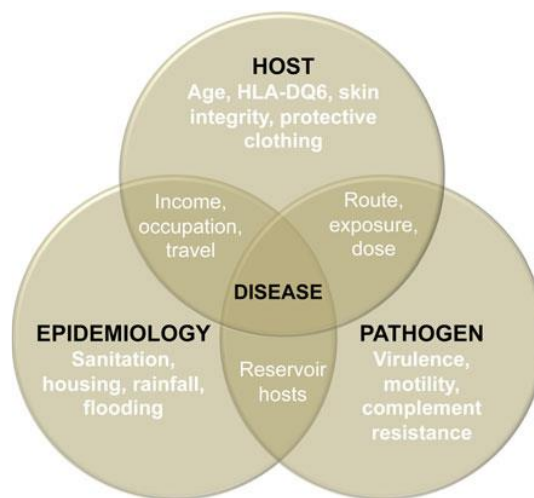 HOST
Age, HLA-DQ6, skin
integrity, protective
clothing
Income,
occupation,
travel
Route,
exposure,
dose
DISEASE
EPIDEMIOLOGY
Sanitation,
housing, rainfall,
flooding
Reservoir
hosts
PATHOGEN
Virulence,
motility,
complement
resistance